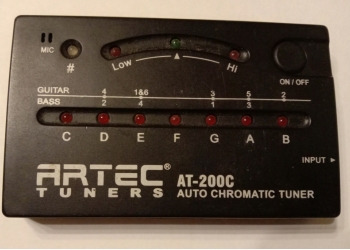 MIC
#
Low
Hi
ON / OFF
GUITAR 4 1&6 3 5 2
BASS 2 4 1 3
C D E F G A B
INPUT
ARTEC®
TUNERS
AT-200C
AUTO CHROMATIC TUNER